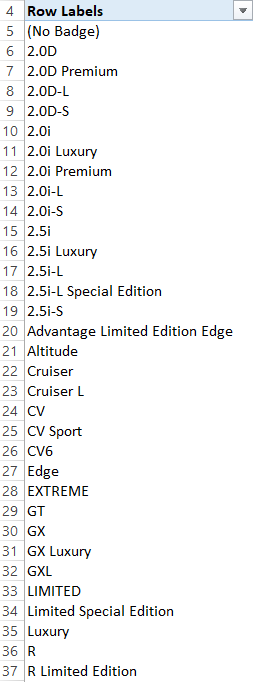 4 Row Labels
5 (No Badge)
6 2.0D
7 2.0D Premium
8 2.0D-L
9 2.0D-S
10 2.0i
11 2.0i Luxury
12 2.0i Premium
13 2.0i-L
14 2.0i-S
15 2.5i
16 2.5i Luxury
17 2.5i-L
18 2.5i-L Special Edition
19 2.5i-S
20 Advantage Limited Edition Edge
21 Altitude
22 Cruiser
23 Cruiser L
24 CV
25 CV Sport
26 CV6
27 Edge
28 EXTREME
29 GT
30 GX
31 GX Luxury
32 GXL
33 LIMITED
34 Limited Special Edition
35 Luxury
36 R
37 R Limited Edition